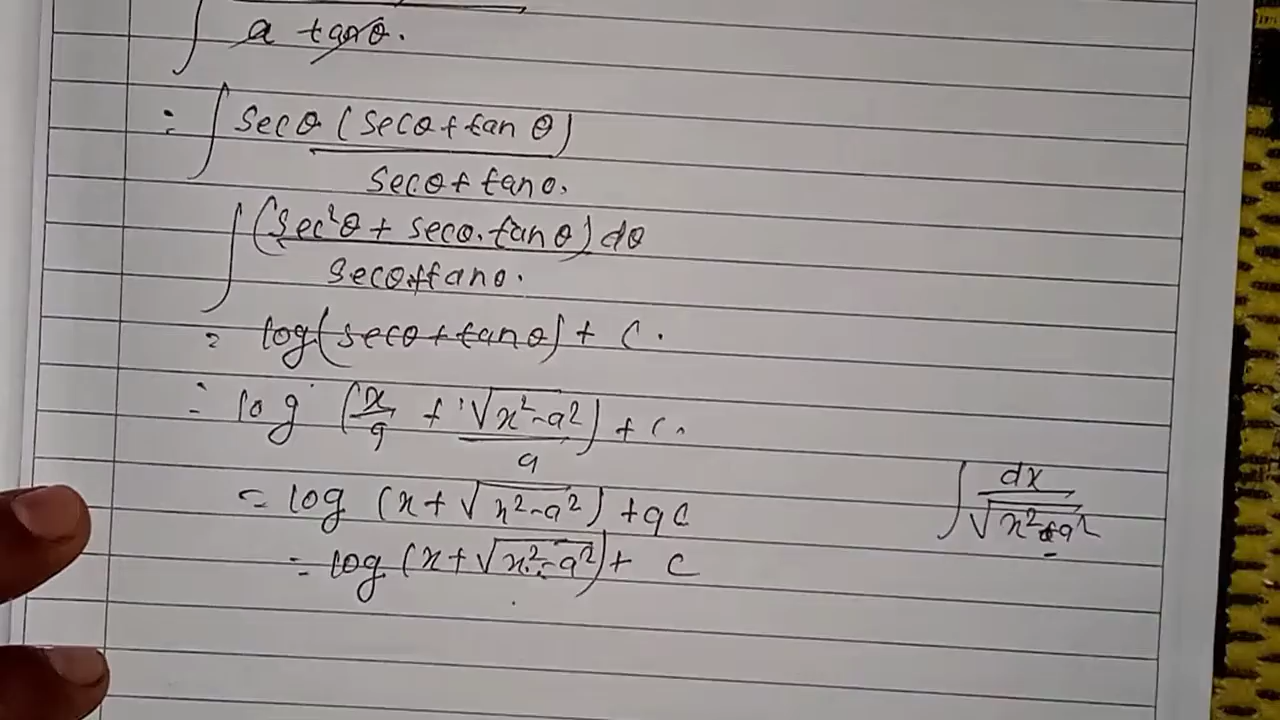 ∫ a tanθ.
= ∫ secθ (secθ + tanθ)
secθ + tanθ.
∫ (sec²θ + secθ.tanθ) dθ
secθ + tanθ.
= log(secθ + tanθ) + C.
= log (x/a + √x²-a²/a) + C.
= log (x + √x²-a²) + aC
= log (x + √x²-a²) + C
∫ dx
√x²+a²